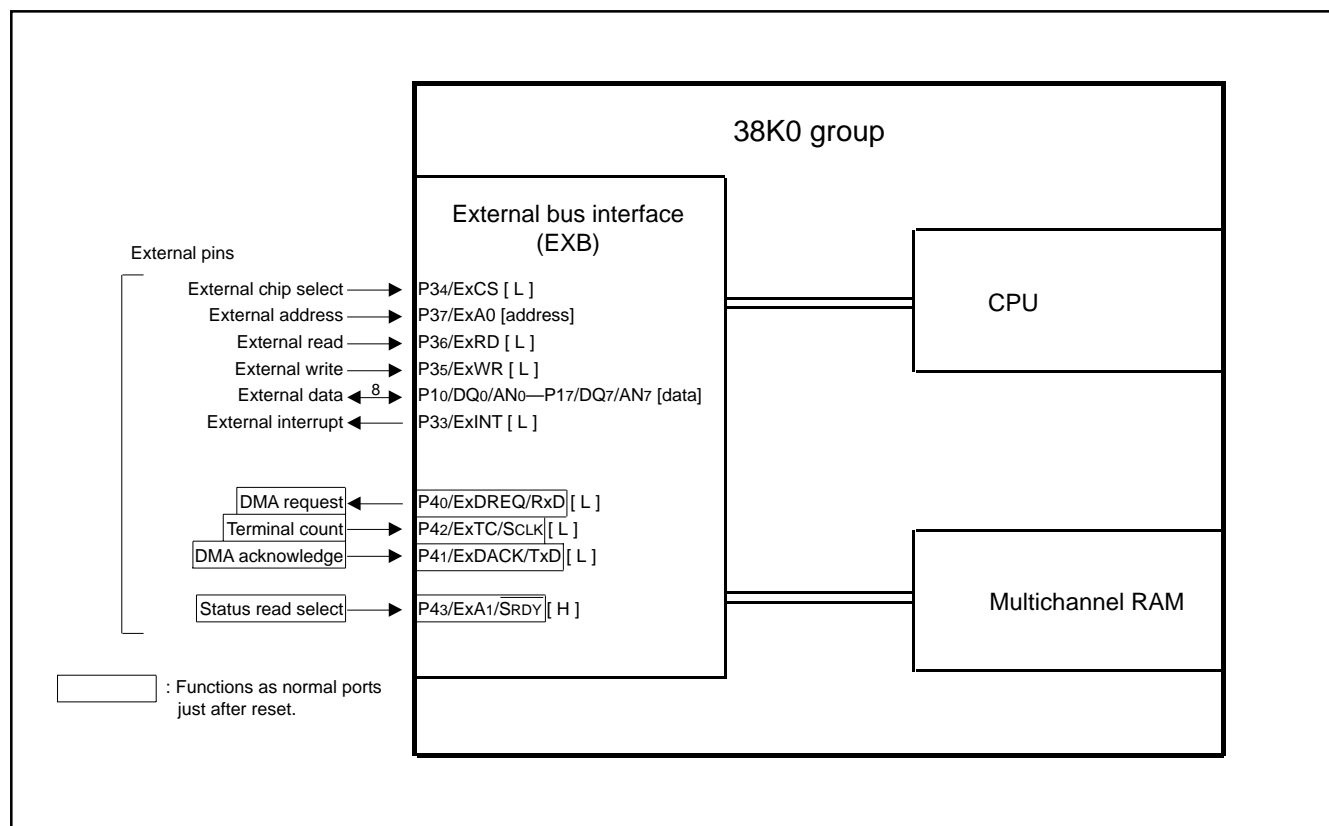 38K0 group
External bus interface
(EXB)
External pins
External chip select P34/ExCS [ L ]
External address P37/ExA0 [address]
External read P36/ExRD [ L ]
External write P35/ExWR [ L ]
External data 8 P10/DQ0/AN0—P17/DQ7/AN7 [data]
External interrupt P33/ExINT [ L ]
CPU
DMA request P40/ExDREQ/RxD [ L ]
Terminal count P42/ExTC/SCLK [ L ]
DMA acknowledge P41/ExDACK/TxD [ L ]
Status read select P43/ExA1/S̅R̅D̅Y̅ [ H ]
Multichannel RAM
: Functions as normal ports
just after reset.